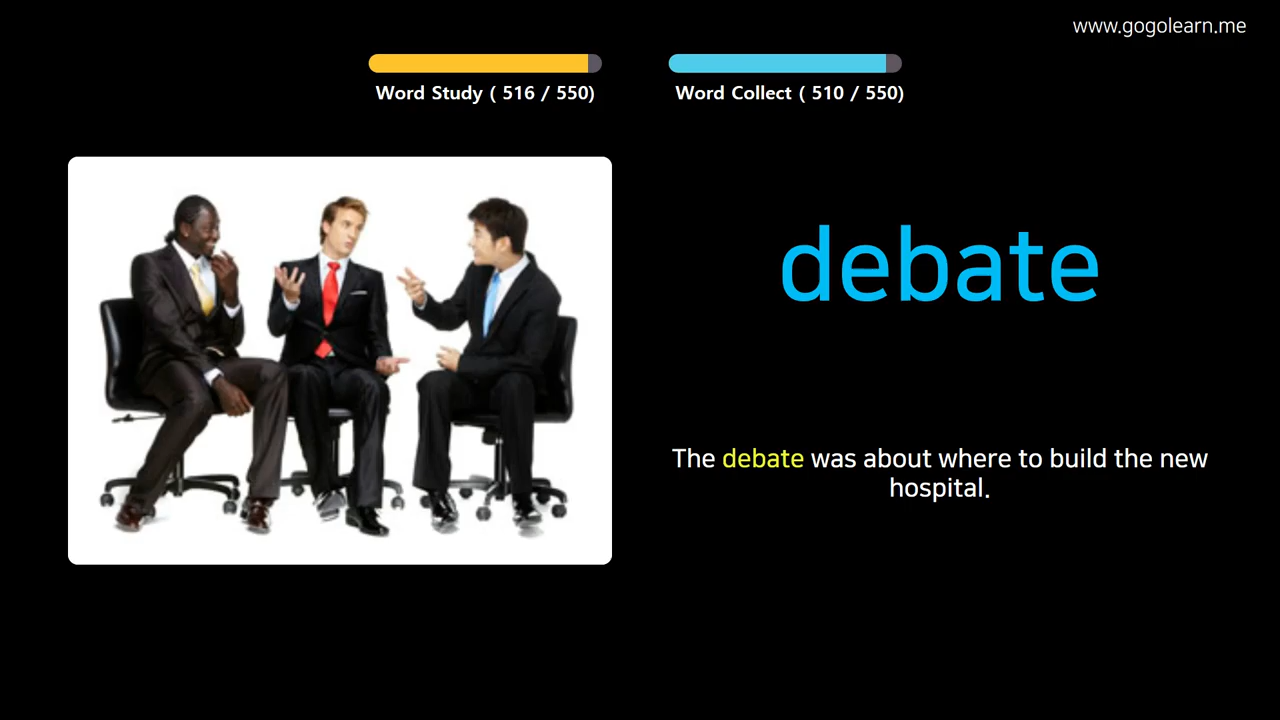 www.gogolearn.me
Word Study ( 516 / 550)
Word Collect ( 510 / 550)
debate
The debate was about where to build the new
hospital.